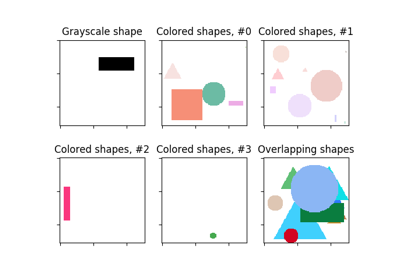 Grayscale shape
Colored shapes, #0
Colored shapes, #1
Colored shapes, #2
Colored shapes, #3
Overlapping shapes